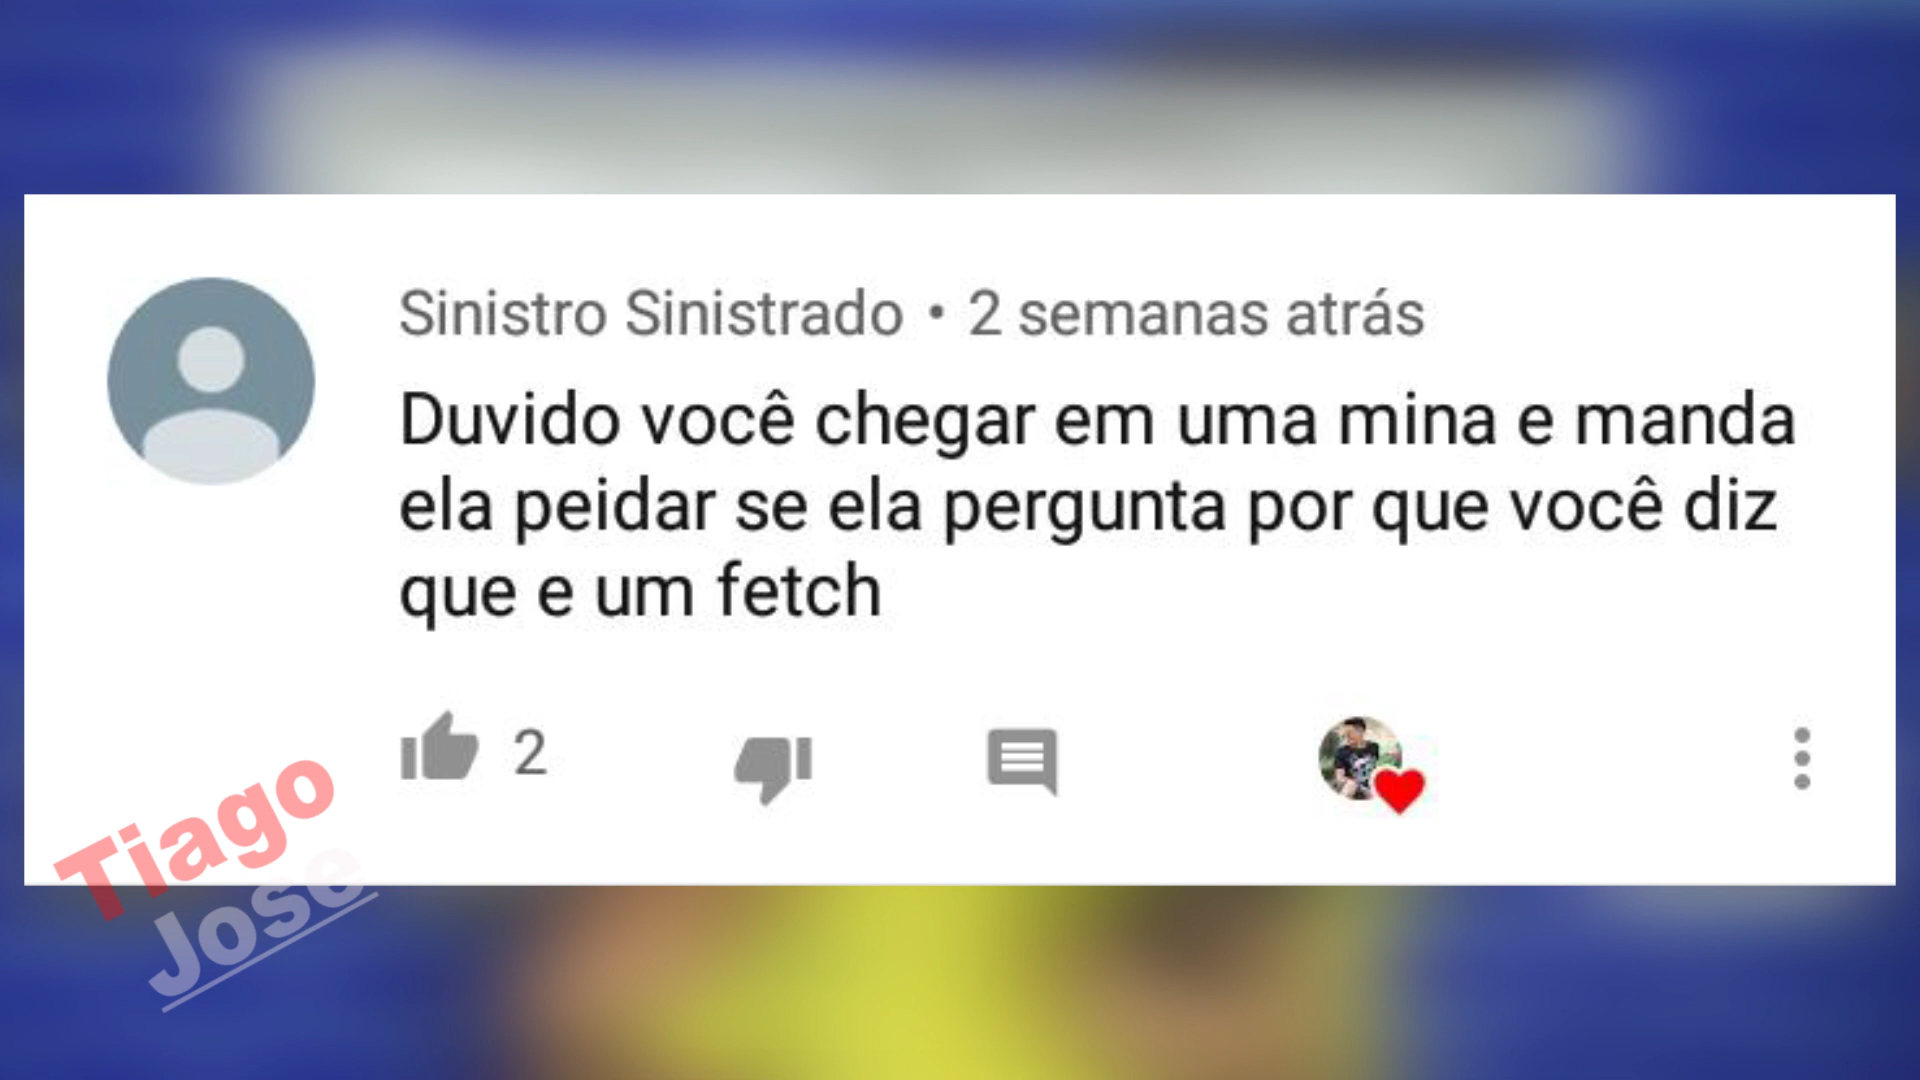 Sinistro Sinistrado • 2 semanas atrás
Duvido você chegar em uma mina e manda
ela peidar se ela pergunta por que você diz
que e um fetch
2
Tiago
Jose